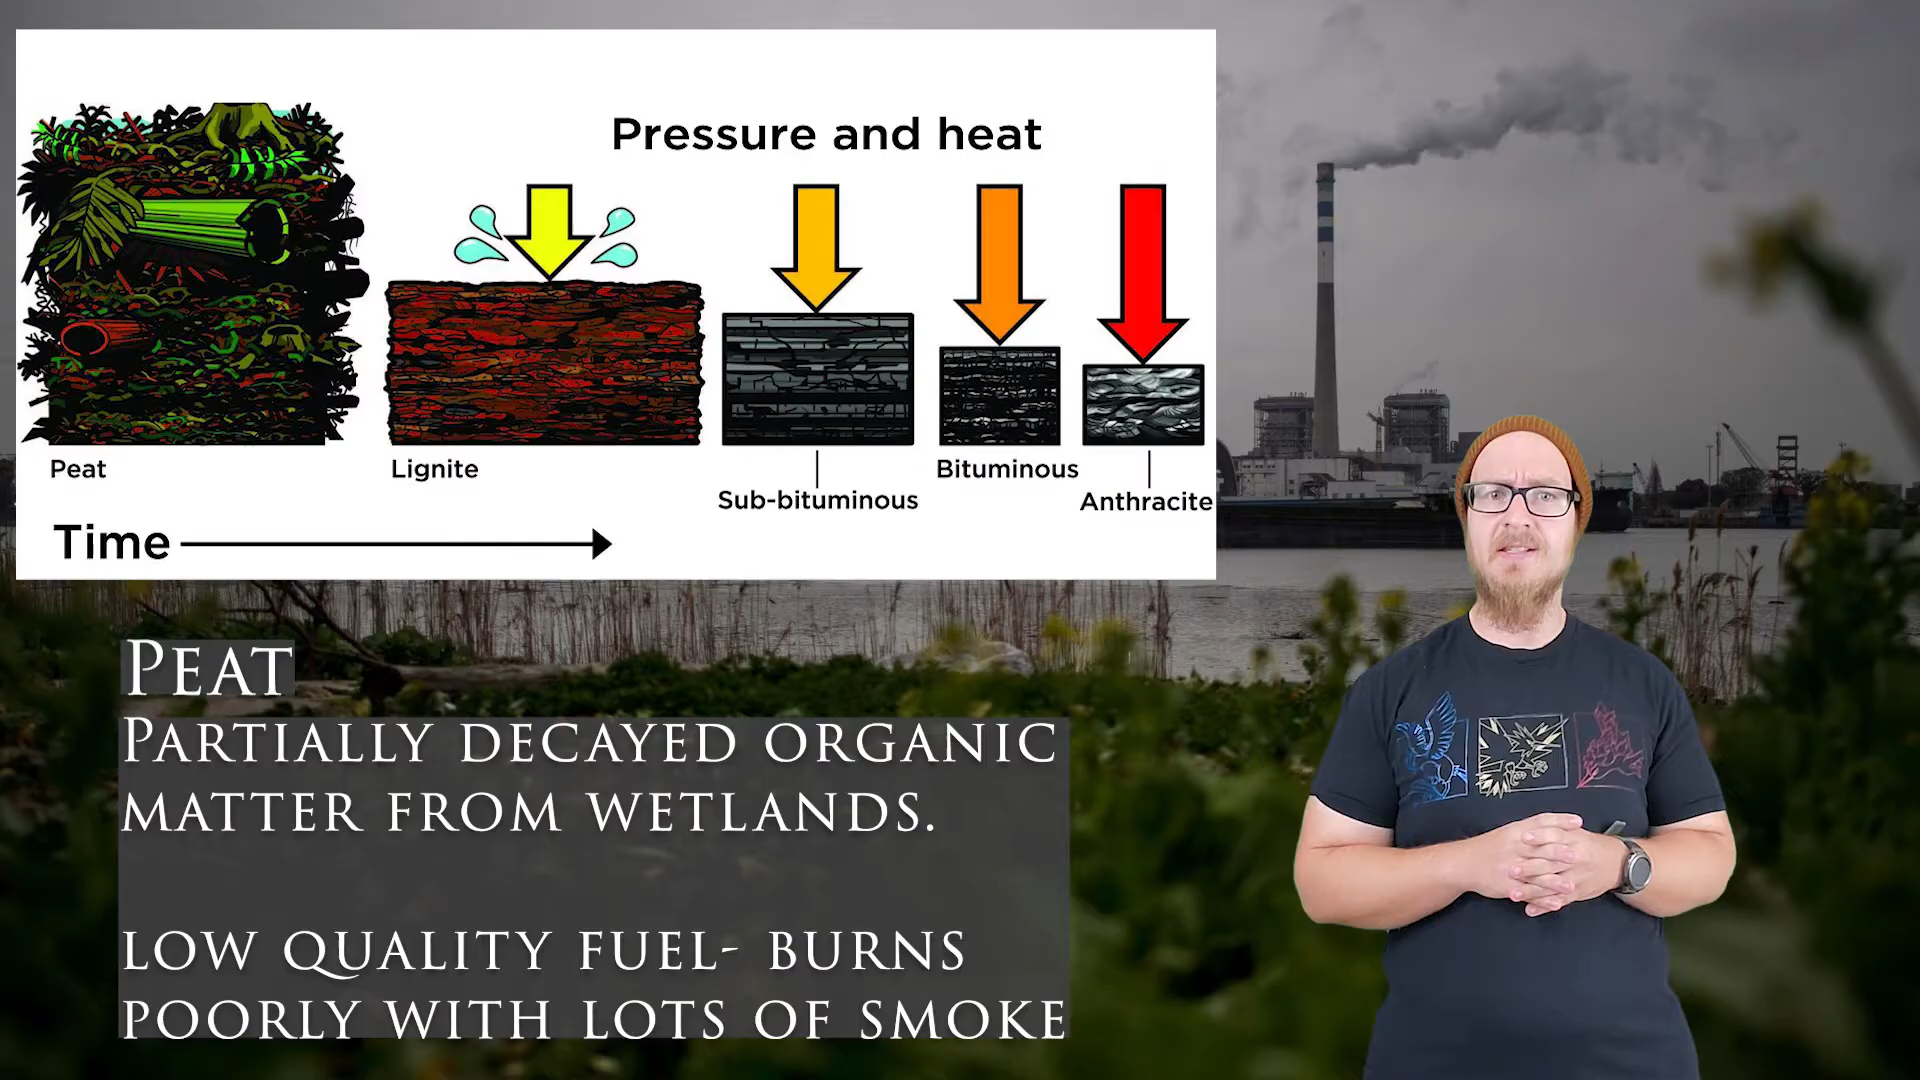 Pressure and heat
Peat
Lignite
Sub-bituminous
Bituminous
Anthracite
Time
Peat
Partially decayed organic
matter from wetlands.
low quality fuel- burns
poorly with lots of smoke